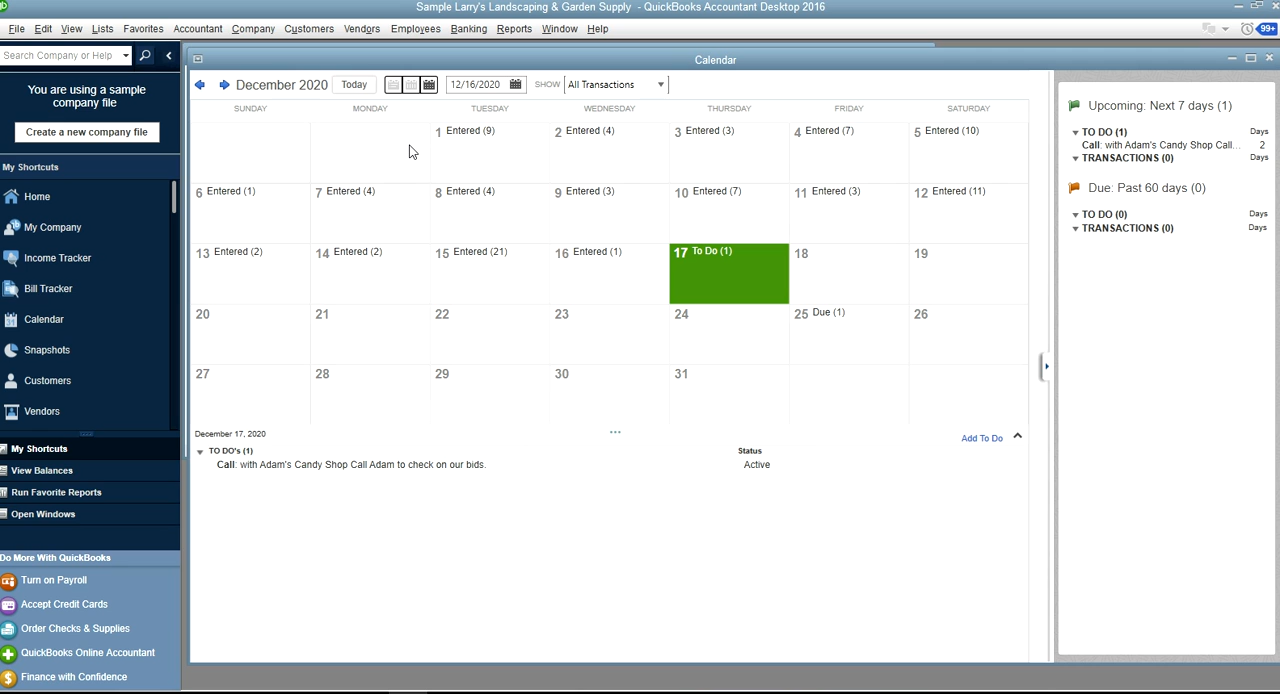 Sample Larry's Landscaping & Garden Supply - QuickBooks Accountant Desktop 2016
File Edit View Lists Favorites Accountant Company Customers Vendors Employees Banking Reports Window Help
99+
Search Company or Help
Calendar
You are using a sample
company file
Create a new company file
My Shortcuts
Home
My Company
Income Tracker
Bill Tracker
Calendar
Snapshots
Customers
Vendors
My Shortcuts
View Balances
Run Favorite Reports
Open Windows
Do More With QuickBooks
Turn on Payroll
Accept Credit Cards
Order Checks & Supplies
QuickBooks Online Accountant
Finance with Confidence
December 2020 Today 12/16/2020 SHOW All Transactions
SUNDAY MONDAY TUESDAY WEDNESDAY THURSDAY FRIDAY SATURDAY
1 Entered (9) 2 Entered (4) 3 Entered (3) 4 Entered (7) 5 Entered (10)
6 Entered (1) 7 Entered (4) 8 Entered (4) 9 Entered (3) 10 Entered (7) 11 Entered (3) 12 Entered (11)
13 Entered (2) 14 Entered (2) 15 Entered (21) 16 Entered (1) 17 To Do (1) 18 19
20 21 22 23 24 25 Due (1) 26
27 28 29 30 31
December 17, 2020 Add To Do
TO DO's (1) Status
Call: with Adam's Candy Shop Call Adam to check on our bids. Active
Upcoming: Next 7 days (1)
TO DO (1) Days
Call: with Adam's Candy Shop Call... 2
TRANSACTIONS (0) Days
Due: Past 60 days (0)
TO DO (0) Days
TRANSACTIONS (0) Days